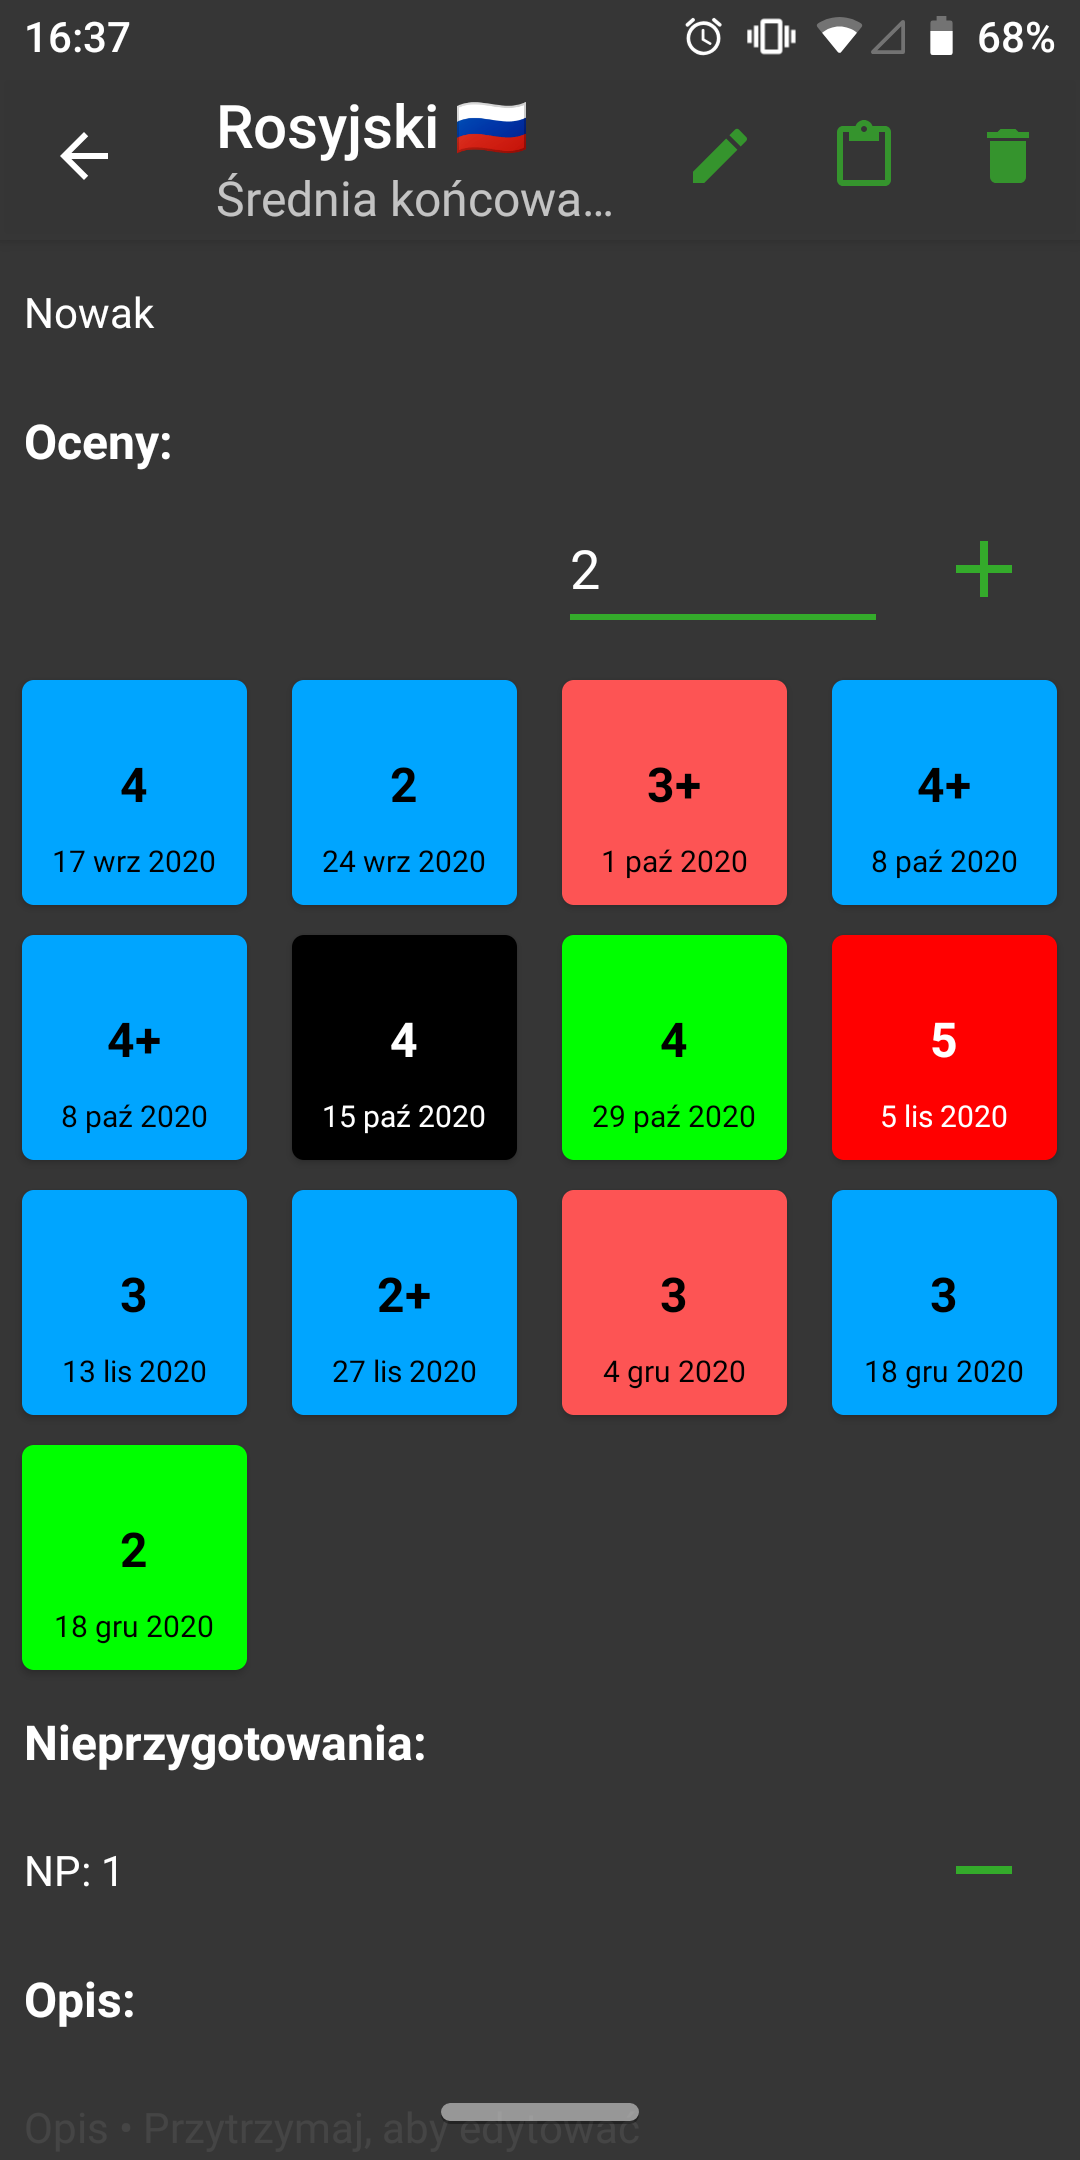 16:37 68%
Rosyjski
Średnia końcowa...
Nowak
Oceny:
2
4 2 3+ 4+
17 wrz 2020 24 wrz 2020 1 paź 2020 8 paź 2020
4+ 4 4 5
8 paź 2020 15 paź 2020 29 paź 2020 5 lis 2020
3 2+ 3 3
13 lis 2020 27 lis 2020 4 gru 2020 18 gru 2020
2
18 gru 2020
Nieprzygotowania:
NP: 1
Opis:
Opis • Przytrzymaj, aby edytować